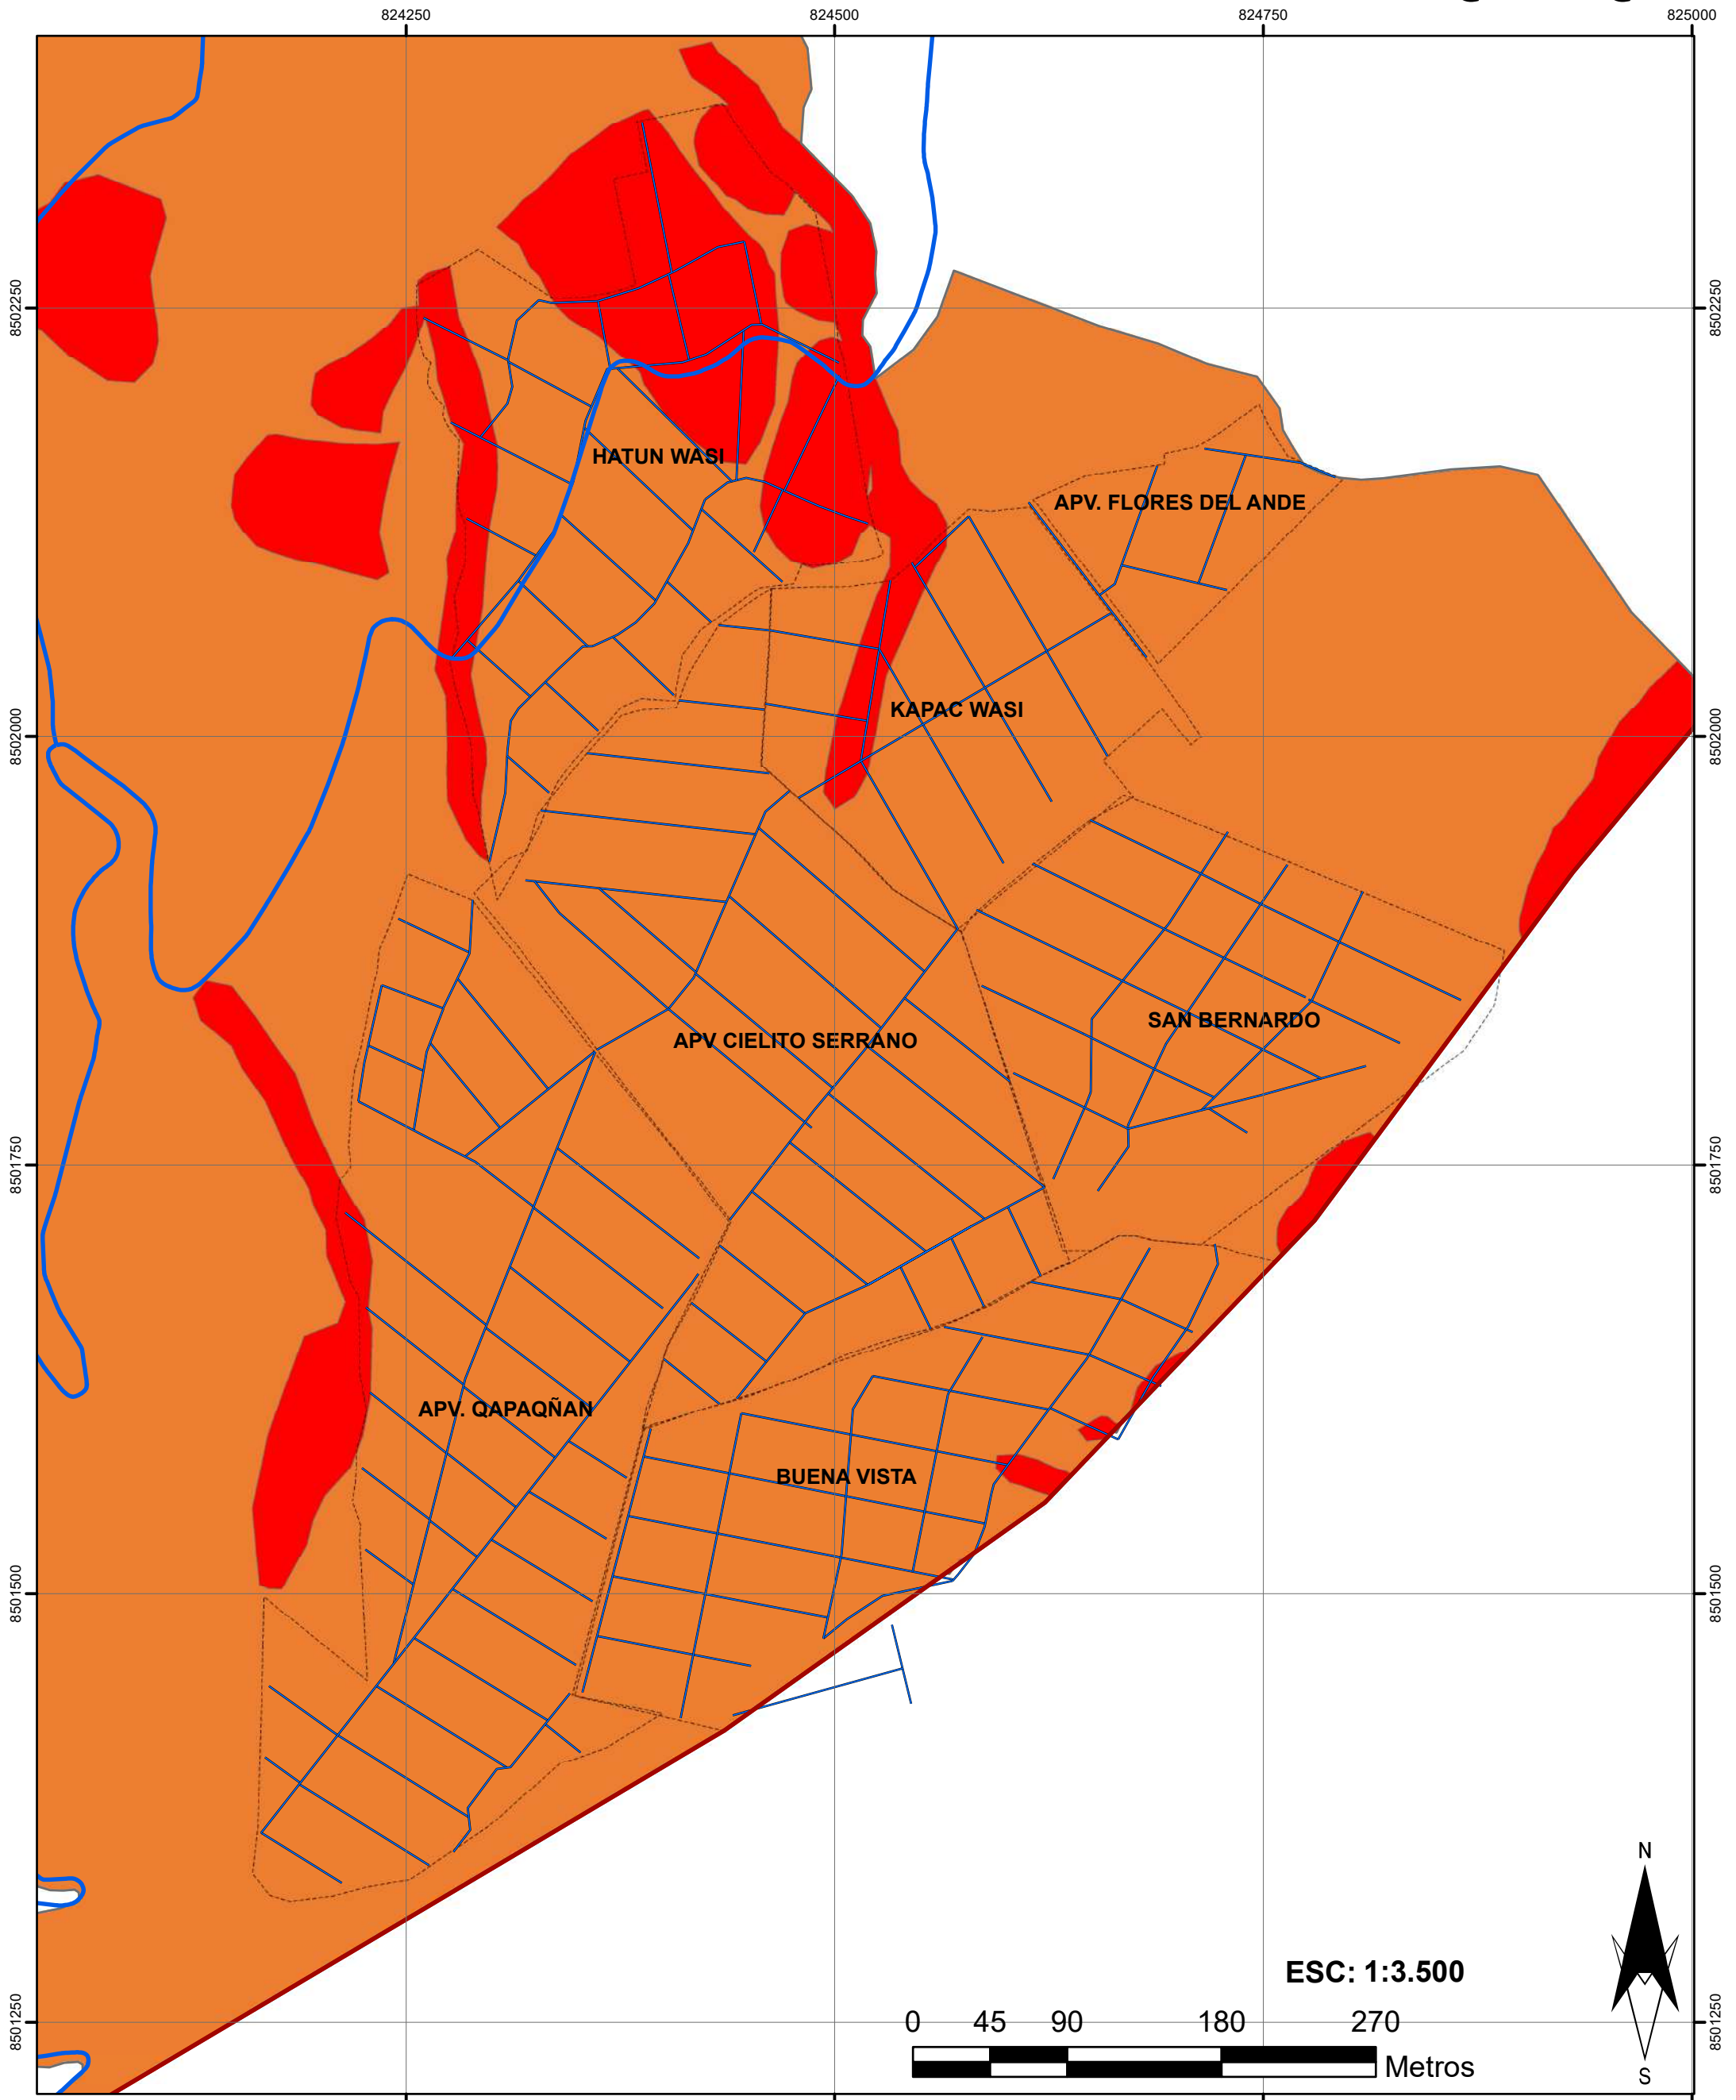 824250
824500
824750
825000
8502250
8502250
HATUN WASI
APV. FLORES DEL ANDE
KAPAC WASI
8502000
8502000
SAN BERNARDO
APV CIELITO SERRANO
8501750
8501750
APV. QAPAQÑAN
BUENA VISTA
8501500
8501500
N
ESC: 1:3.500
0 45 90 180 270
Metros
S
8501250
8501250